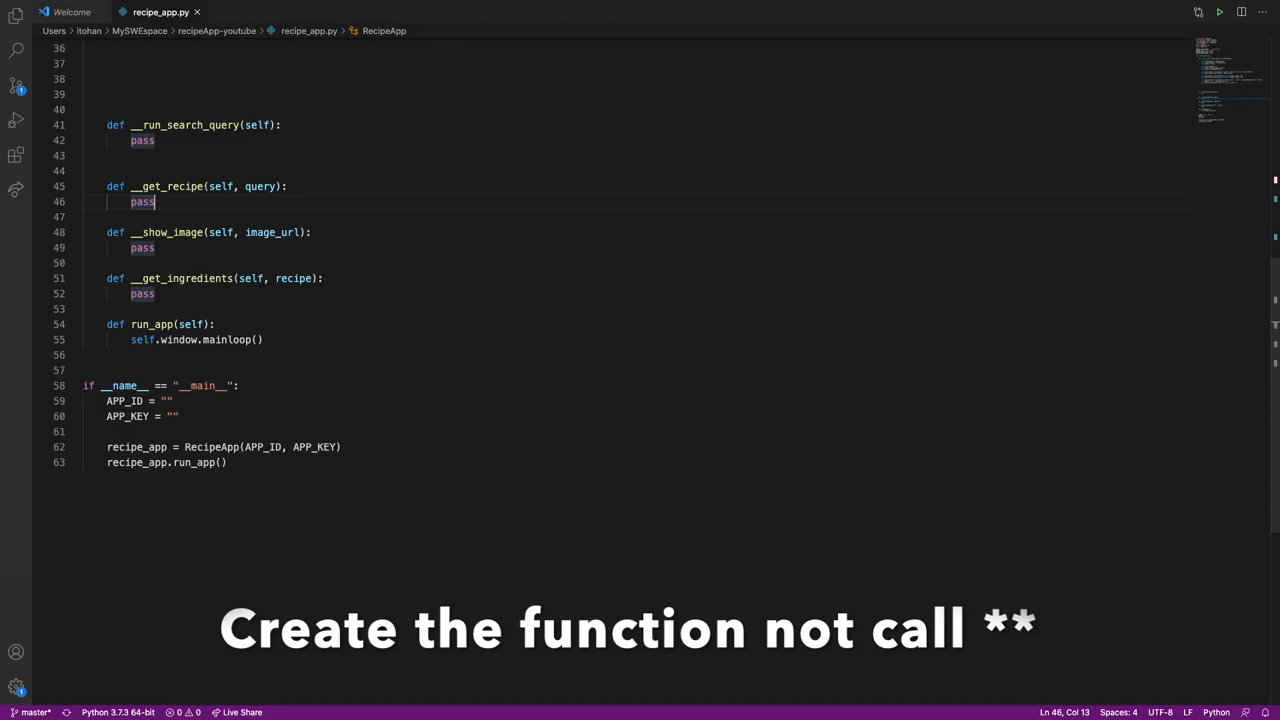 Welcome
recipe_app.py ×
Users > itohan > MySWEspace > recipeApp-youtube > recipe_app.py > RecipeApp
36
37
38
39
40
41 def __run_search_query(self):
42 pass
43
44
45 def __get_recipe(self, query):
46 pass
47
48 def __show_image(self, image_url):
49 pass
50
51 def __get_ingredients(self, recipe):
52 pass
53
54 def run_app(self):
55 self.window.mainloop()
56
57
58 if __name__ == "__main__":
59 APP_ID = ""
60 APP_KEY = ""
61
62 recipe_app = RecipeApp(APP_ID, APP_KEY)
63 recipe_app.run_app()
Create the function not call **
1
1
master* Python 3.7.3 64-bit 0 0 Live Share Ln 46, Col 13 Spaces: 4 UTF-8 LF Python